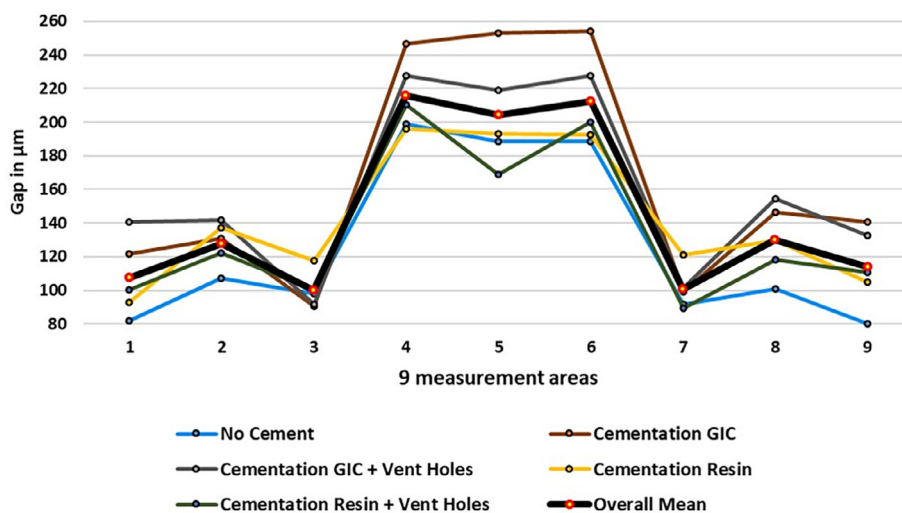 260
240
220
200
180
160
140
120
100
80
Gap in µm
1 2 3 4 5 6 7 8 9
9 measurement areas
No Cement Cementation GIC
Cementation GIC + Vent Holes Cementation Resin
Cementation Resin + Vent Holes Overall Mean